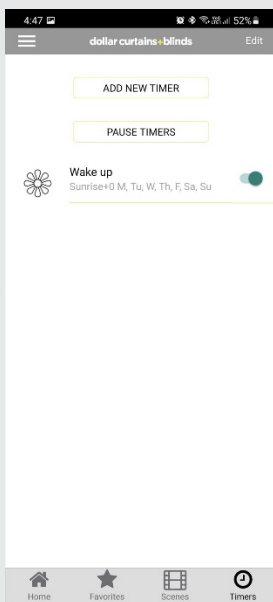 4:47 52%
dollar curtains+blinds Edit
ADD NEW TIMER
PAUSE TIMERS
Wake up
Sunrise+0 M, Tu, W, Th, F, Sa, Su
Home Favorites Scenes Timers